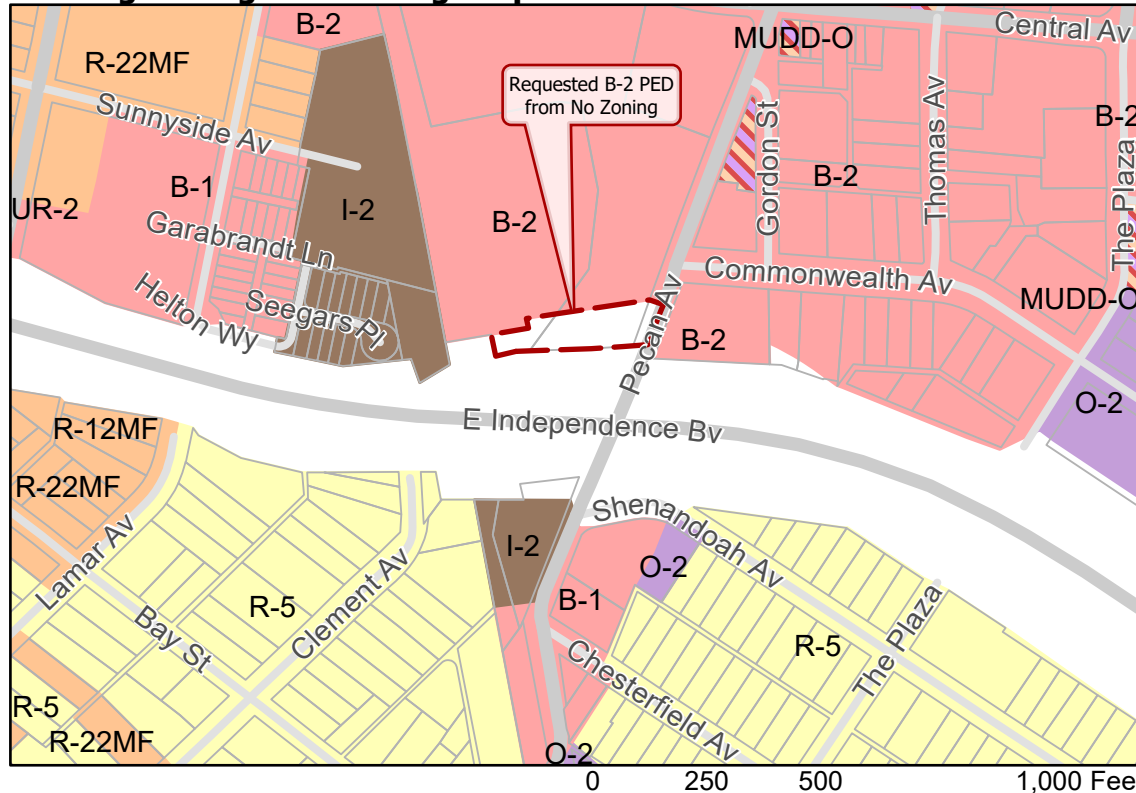 B-2
Central Av
MUDD-O
R-22MF
Requested B-2 PED
from No Zoning
Sunnyside Av
Gordon St
Thomas Av
B-2
The Plaza
B-1
B-2
UR-2
I-2
B-2
Garabrandt Ln
Commonwealth Av
Helton Wy
Seegars Pl
MUDD-O
Pecan Av
B-2
O-2
E Independence Bv
R-12MF
R-22MF
Shenandoah Av
Lamar Av
I-2
O-2
Clement Av
R-5
B-1
Bay St
R-5
The Plaza
Chesterfield Av
R-5
R-22MF
O-2
0 250 500 1,000 Fee